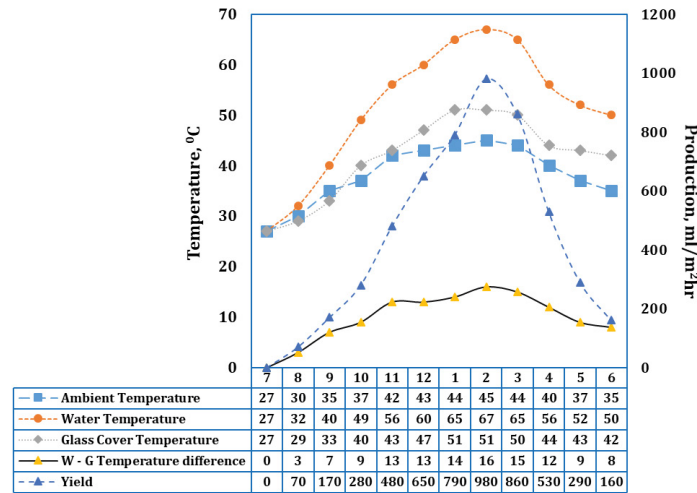 70
60
50
40
30
20
10
0
Temperature, ⁰C
1200
1000
800
600
400
200
0
Production, ml/m²hr
7 8 9 10 11 12 1 2 3 4 5 6
Ambient Temperature 27 30 35 37 42 43 44 45 44 40 37 35
Water Temperature 27 32 40 49 56 60 65 67 65 56 52 50
Glass Cover Temperature 27 29 33 40 43 47 51 51 50 44 43 42
W - G Temperature difference 0 3 7 9 13 13 14 16 15 12 9 8
Yield 0 70 170 280 480 650 790 980 860 530 290 160